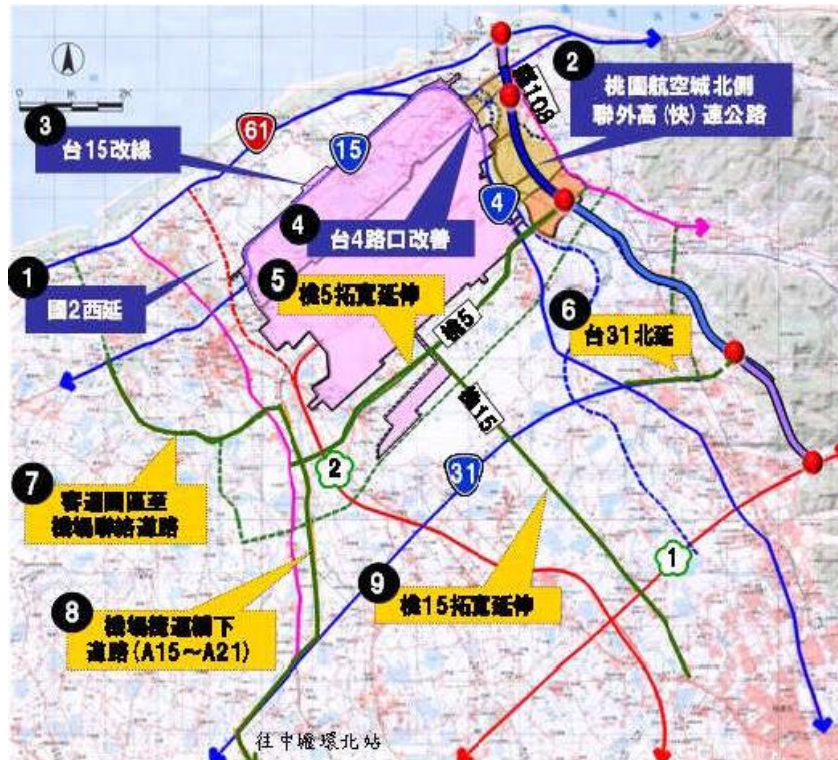 2
桃園航空城北側
聯外高(快)速公路
縣108
0 1K 2K
3
台15改線
61
15
4
台4路口改善
4
1
國2西延
5
桃5拓寬延伸
桃5
6
台31北延
桃15
2
31
7
客運園區至
機場聯絡道路
1
8
機場捷運橋下
道路(A15～A21)
9
桃15拓寬延伸
往中壢環北站